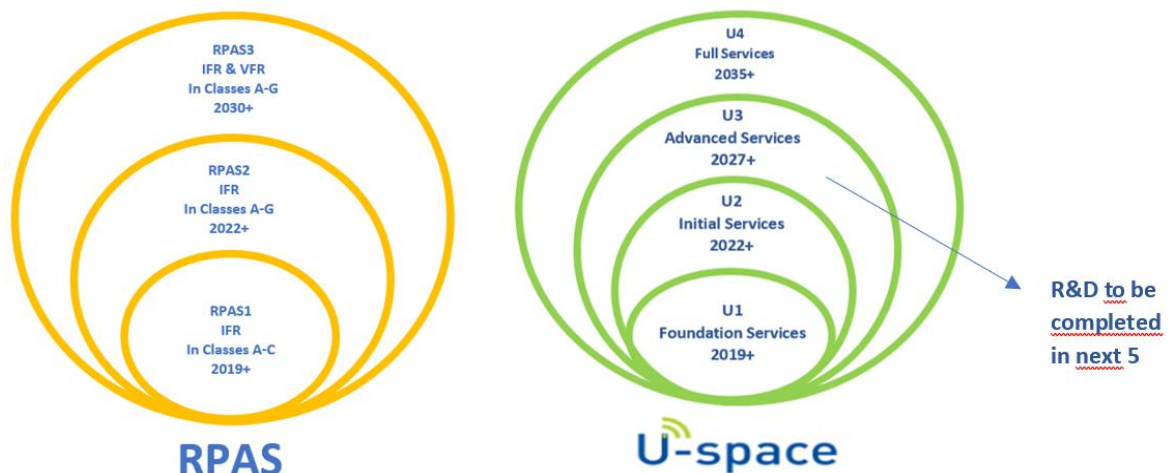 RPAS3
IFR & VFR
In Classes A-G
2030+
RPAS2
IFR
In Classes A-G
2022+
RPAS1
IFR
In Classes A-C
2019+
RPAS
U4
Full Services
2035+
U3
Advanced Services
2027+
U2
Initial Services
2022+
U1
Foundation Services
2019+
U-space
R&D to be
completed
in next 5